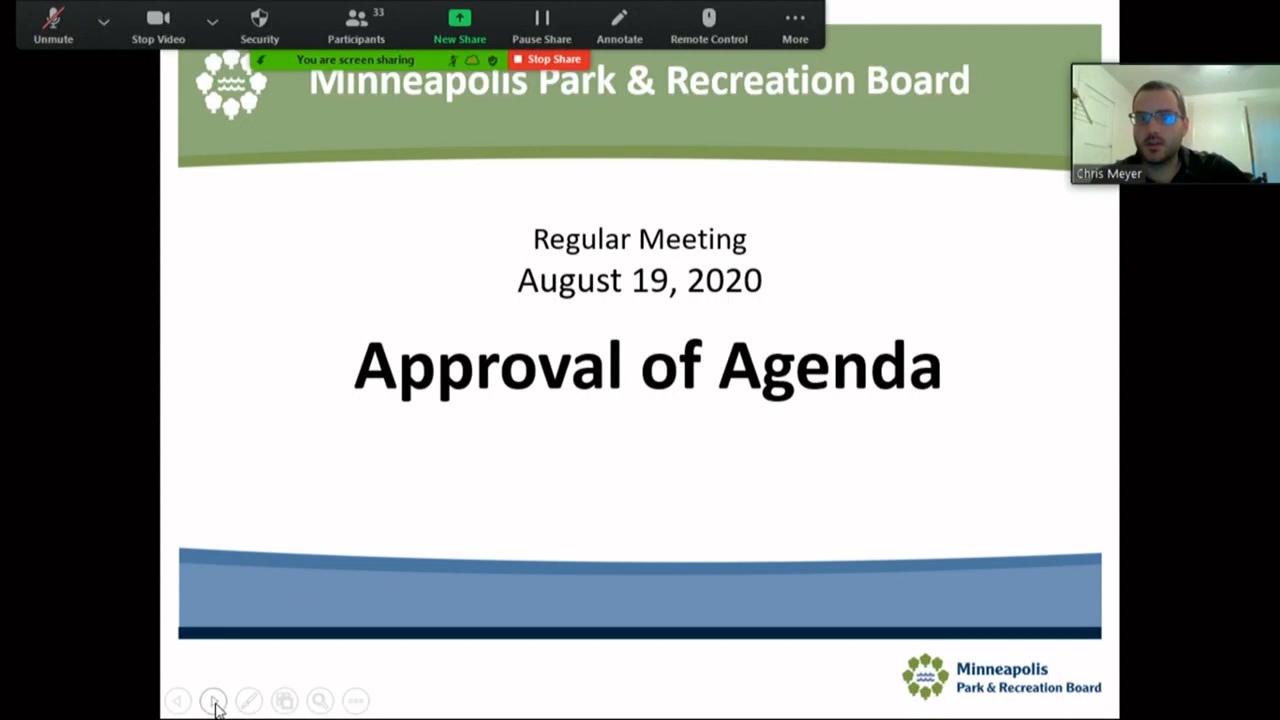 33
Unmute
Stop Video
Security
Participants
New Share
Pause Share
Annotate
Remote Control
More
You are screen sharing
Stop Share
Minneapolis Park & Recreation Board
Chris Meyer
Regular Meeting
August 19, 2020
Approval of Agenda
Minneapolis
Park & Recreation Board